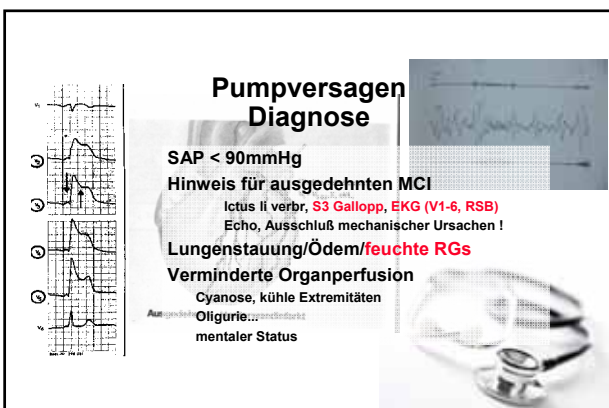 Pumpversagen
Diagnose
SAP < 90mmHg
Hinweis für ausgedehnten MCI
Ictus li verbr, S3 Gallopp, EKG (V1-6, RSB)
Echo, Ausschluß mechanischer Ursachen !
Lungenstauung/Ödem/feuchte RGs
Verminderte Organperfusion
Cyanose, kühle Extremitäten
Oligurie...
mentaler Status
V1